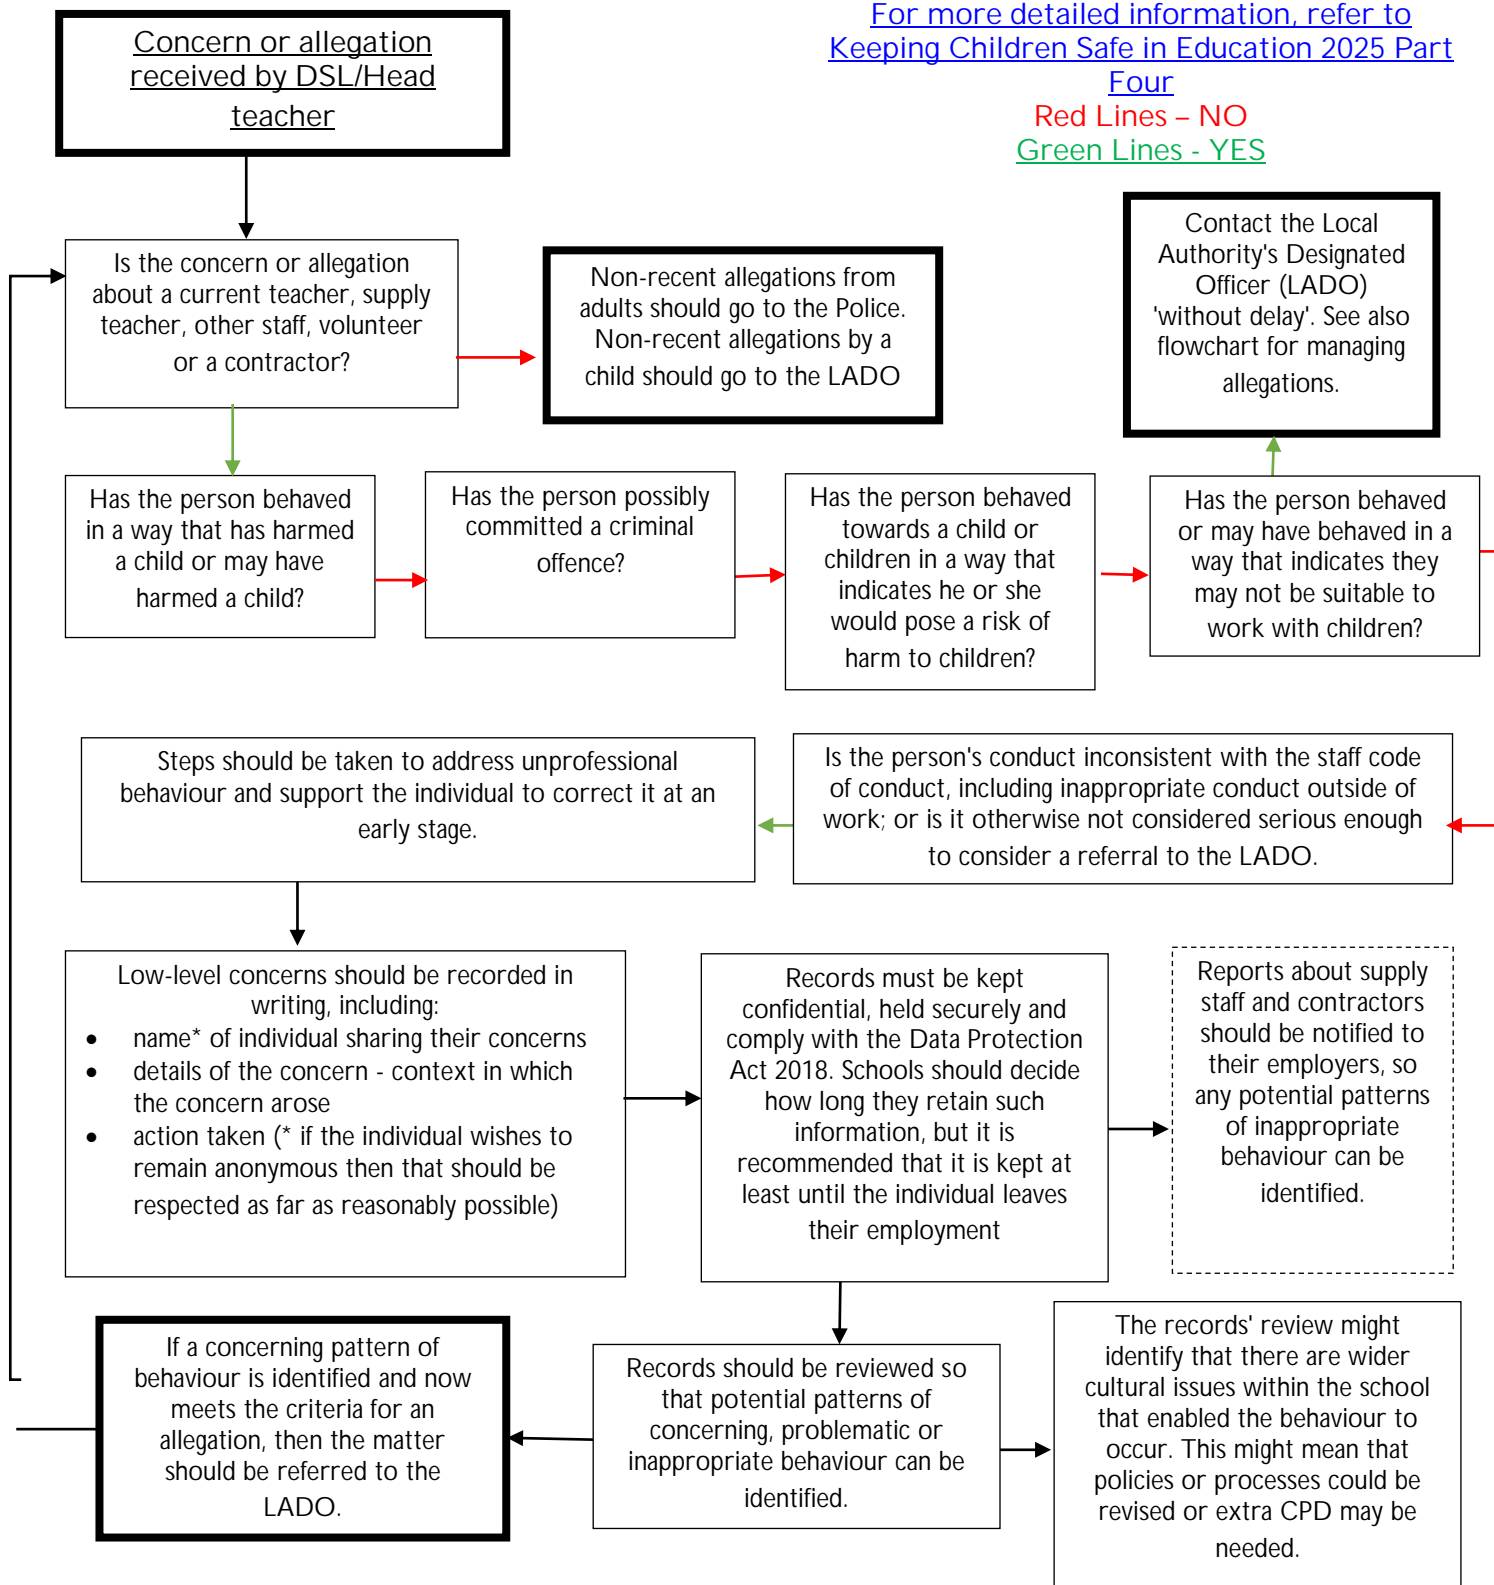 Concern or allegation
received by DSL/Head
teacher
For more detailed information, refer to
Keeping Children Safe in Education 2025 Part
Four
Red Lines – NO
Green Lines - YES
Is the concern or allegation
about a current teacher, supply
teacher, other staff, volunteer
or a contractor?
Non-recent allegations from
adults should go to the Police.
Non-recent allegations by a
child should go to the LADO
Contact the Local
Authority's Designated
Officer (LADO)
'without delay'. See also
flowchart for managing
allegations.
Has the person behaved
in a way that has harmed
a child or may have
harmed a child?
Has the person possibly
committed a criminal
offence?
Has the person behaved
towards a child or
children in a way that
indicates he or she
would pose a risk of
harm to children?
Has the person behaved
or may have behaved in a
way that indicates they
may not be suitable to
work with children?
Steps should be taken to address unprofessional
behaviour and support the individual to correct it at an
early stage.
Is the person's conduct inconsistent with the staff code
of conduct, including inappropriate conduct outside of
work; or is it otherwise not considered serious enough
to consider a referral to the LADO.
Low-level concerns should be recorded in
writing, including:
• name* of individual sharing their concerns
• details of the concern - context in which
the concern arose
• action taken (* if the individual wishes to
remain anonymous then that should be
respected as far as reasonably possible)
Records must be kept
confidential, held securely and
comply with the Data Protection
Act 2018. Schools should decide
how long they retain such
information, but it is
recommended that it is kept at
least until the individual leaves
their employment
Reports about supply
staff and contractors
should be notified to
their employers, so
any potential patterns
of inappropriate
behaviour can be
identified.
If a concerning pattern of
behaviour is identified and now
meets the criteria for an
allegation, then the matter
should be referred to the
LADO.
Records should be reviewed so
that potential patterns of
concerning, problematic or
inappropriate behaviour can be
identified.
The records' review might
identify that there are wider
cultural issues within the school
that enabled the behaviour to
occur. This might mean that
policies or processes could be
revised or extra CPD may be
needed.